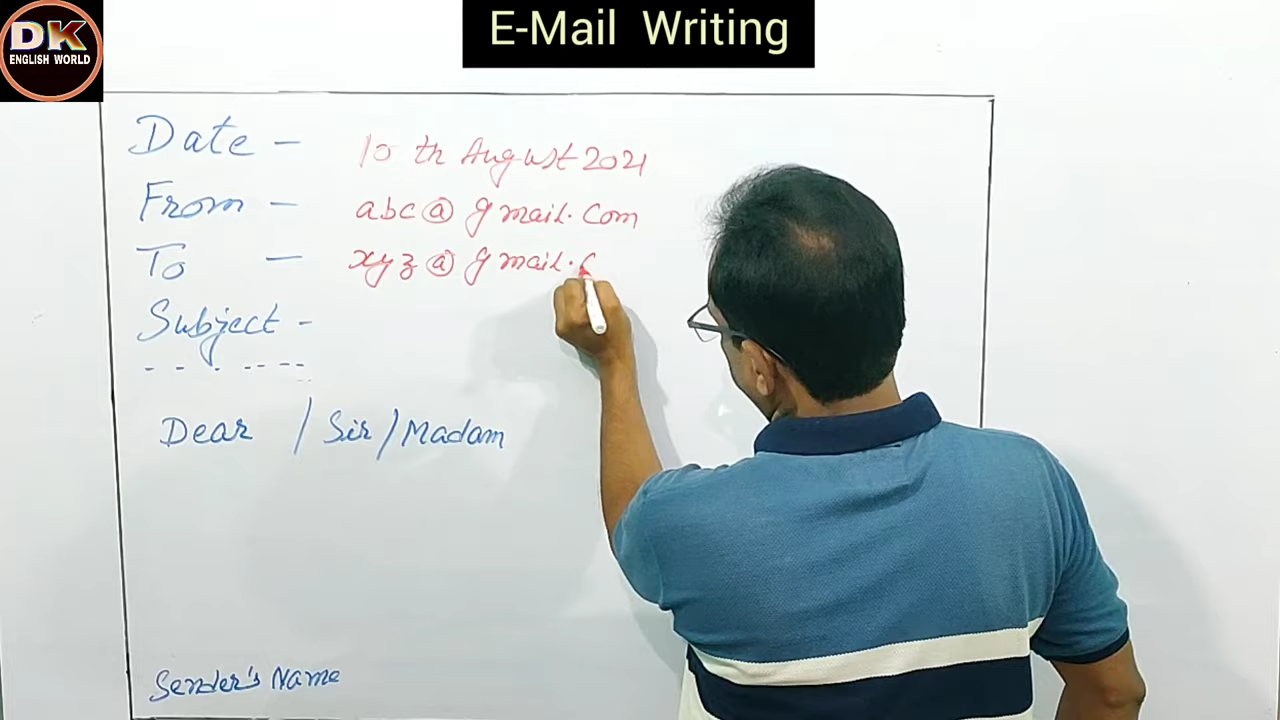 E-Mail Writing
DK
ENGLISH WORLD
Date - 10 th August 2021
From - abc@gmail.com
To - xyz@gmail.c
Subject -
Dear / Sir / Madam
Sender's Name